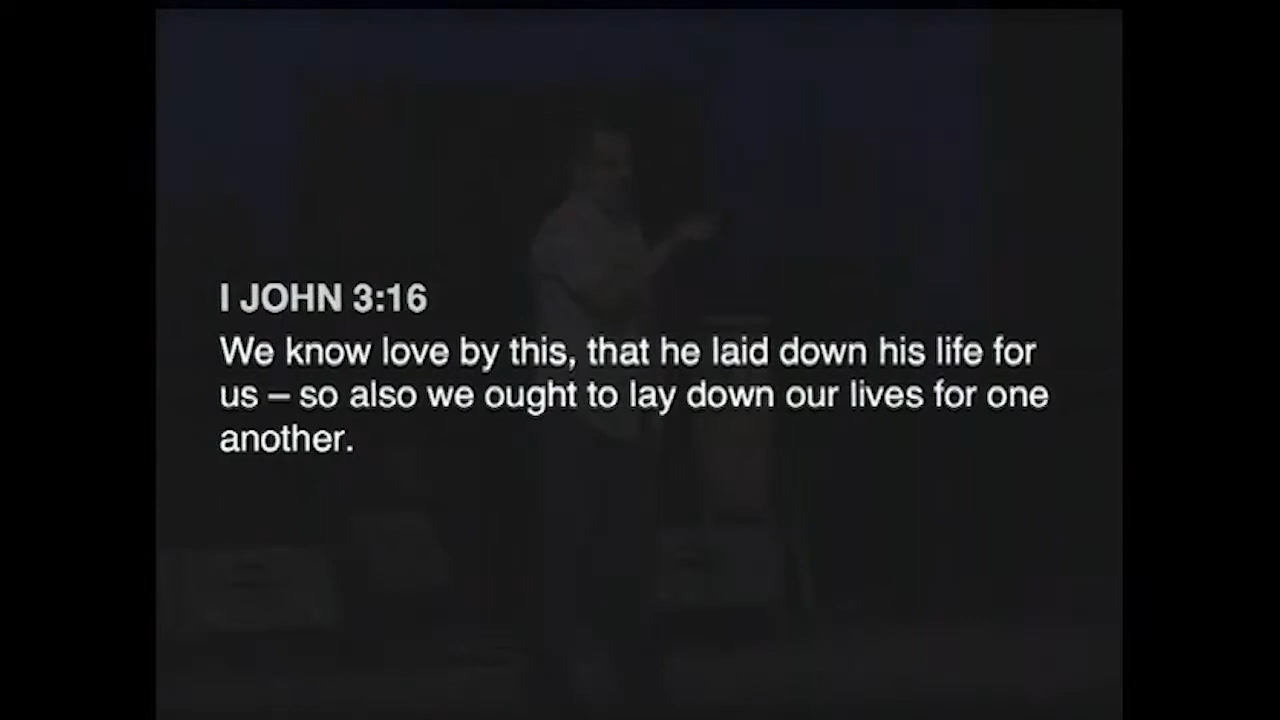 I JOHN 3:16
We know love by this, that he laid down his life for
us – so also we ought to lay down our lives for one
another.